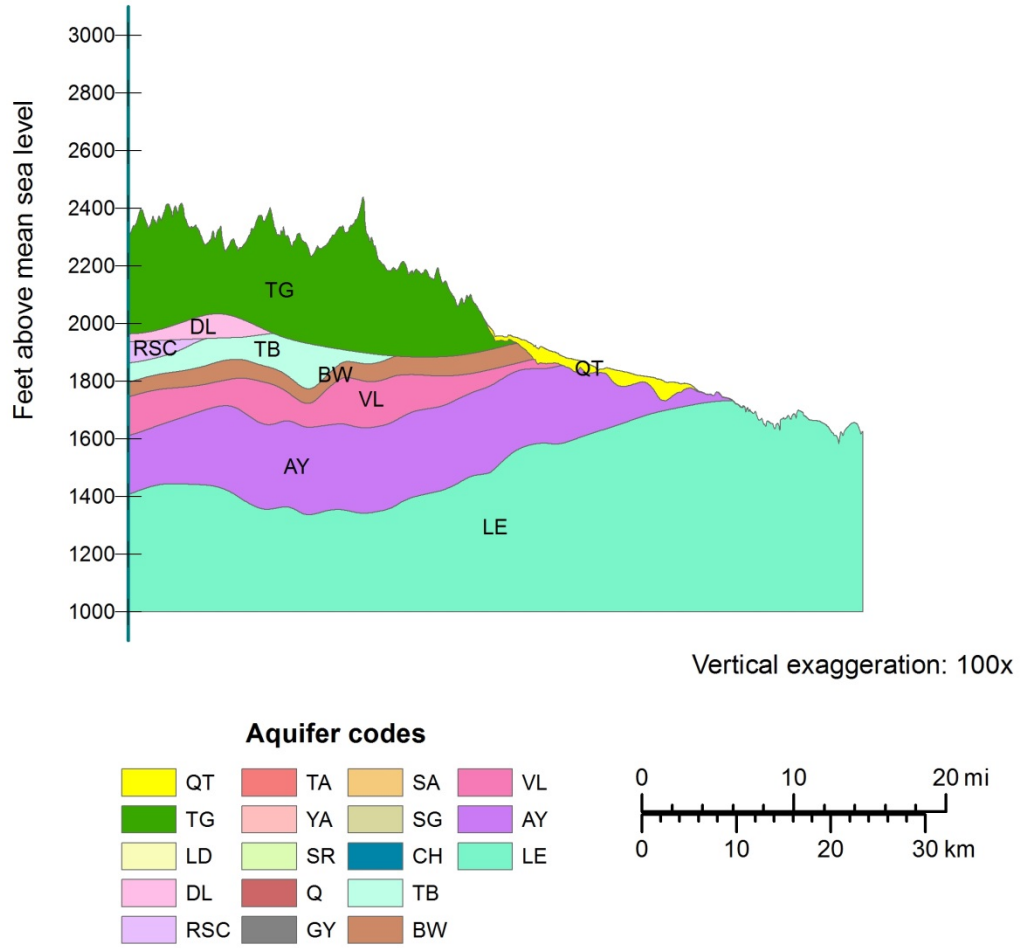 Feet above mean sea level
3000
2800
2600
2400
2200
2000
1800
1600
1400
1200
1000
TG
DL
RSC
TB
BW
QT
VL
AY
LE
Vertical exaggeration: 100x
Aquifer codes
QT TA SA VL
TG YA SG AY
LD SR CH LE
DL Q TB
RSC GY BW
0 10 20 mi
0 10 20 30 km